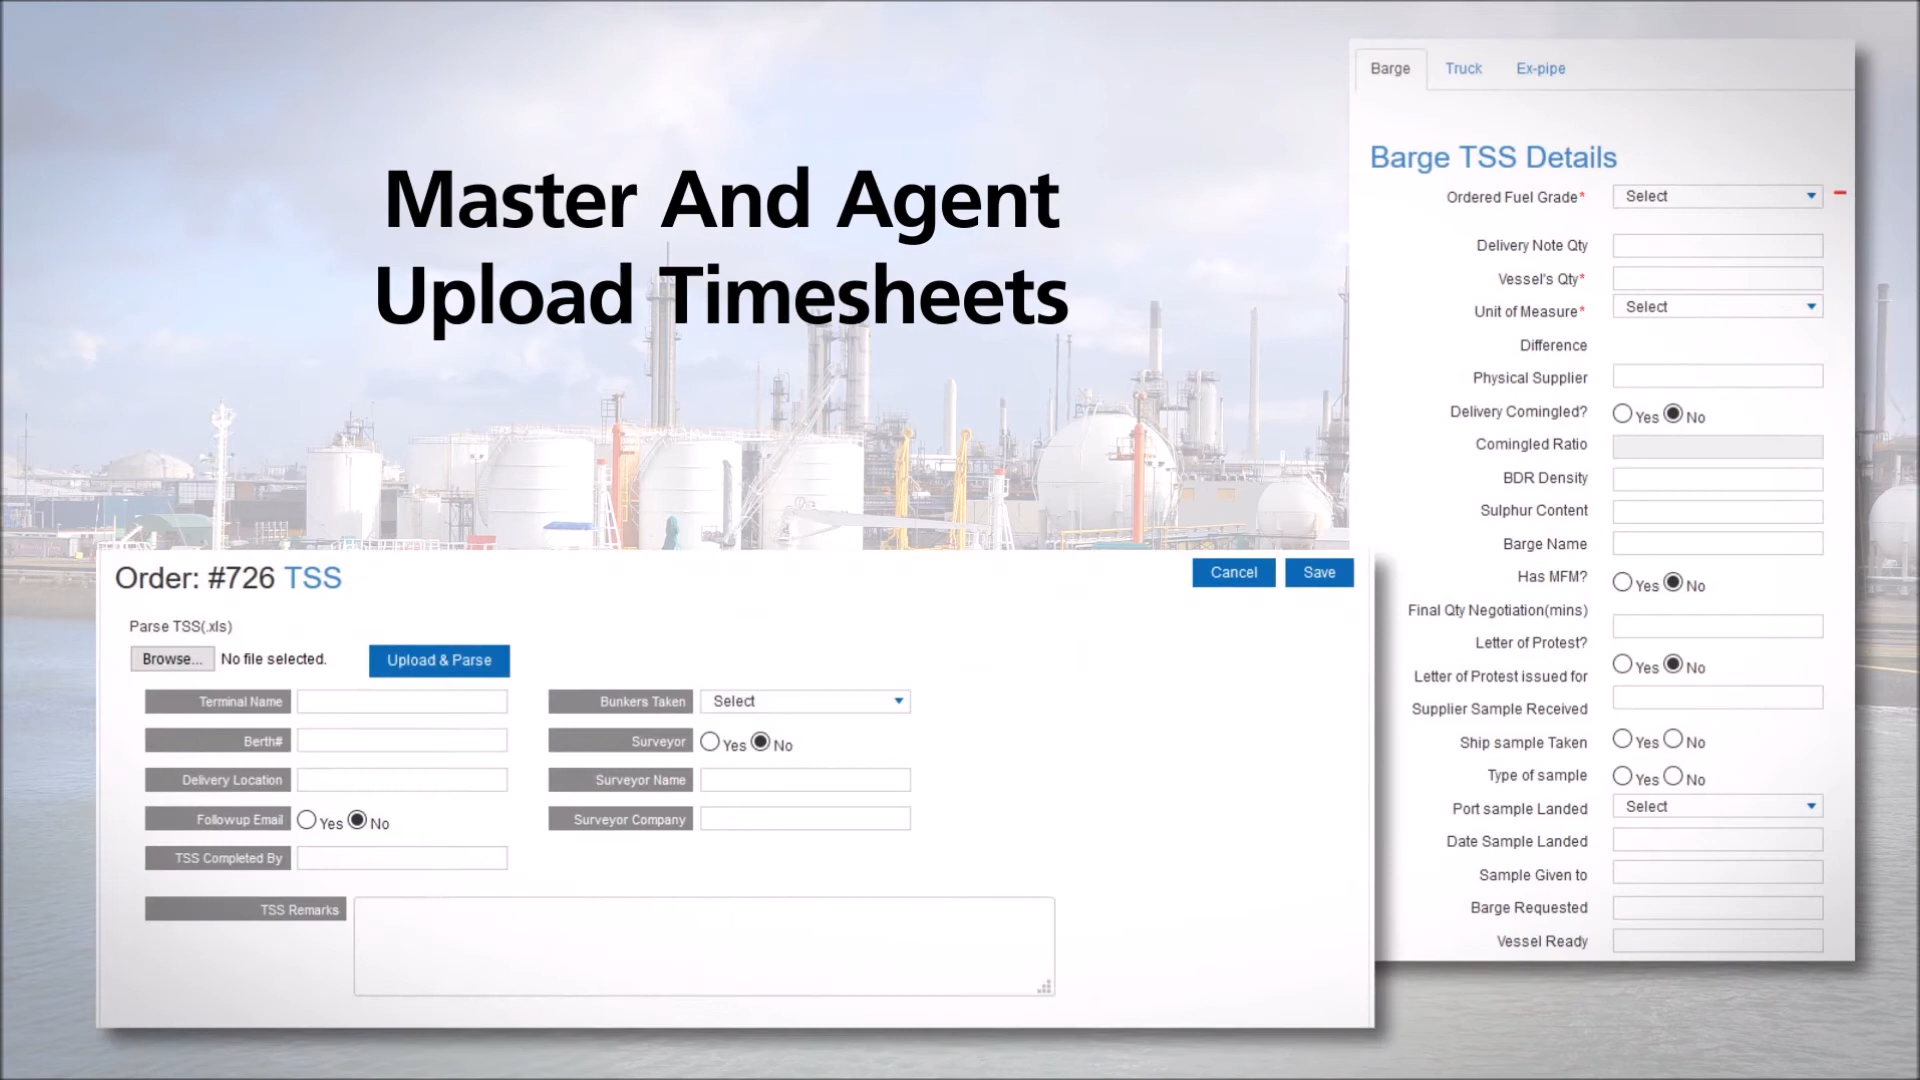 Master And Agent
Upload Timesheets
Order: #726 TSS
Cancel
Save
Parse TSS(.xls)
Browse... No file selected.
Upload & Parse
Terminal Name
Berth#
Delivery Location
Followup Email Yes No
TSS Completed By
Bunkers Taken Select
Surveyor Yes No
Surveyor Name
Surveyor Company
TSS Remarks
Barge Truck Ex-pipe
Barge TSS Details
Ordered Fuel Grade* Select
Delivery Note Qty
Vessel's Qty*
Unit of Measure* Select
Difference
Physical Supplier
Delivery Comingled? Yes No
Comingled Ratio
BDR Density
Sulphur Content
Barge Name
Has MFM? Yes No
Final Qty Negotiation(mins)
Letter of Protest?
Yes No
Letter of Protest issued for
Supplier Sample Received
Ship sample Taken Yes No
Type of sample Yes No
Port sample Landed Select
Date Sample Landed
Sample Given to
Barge Requested
Vessel Ready